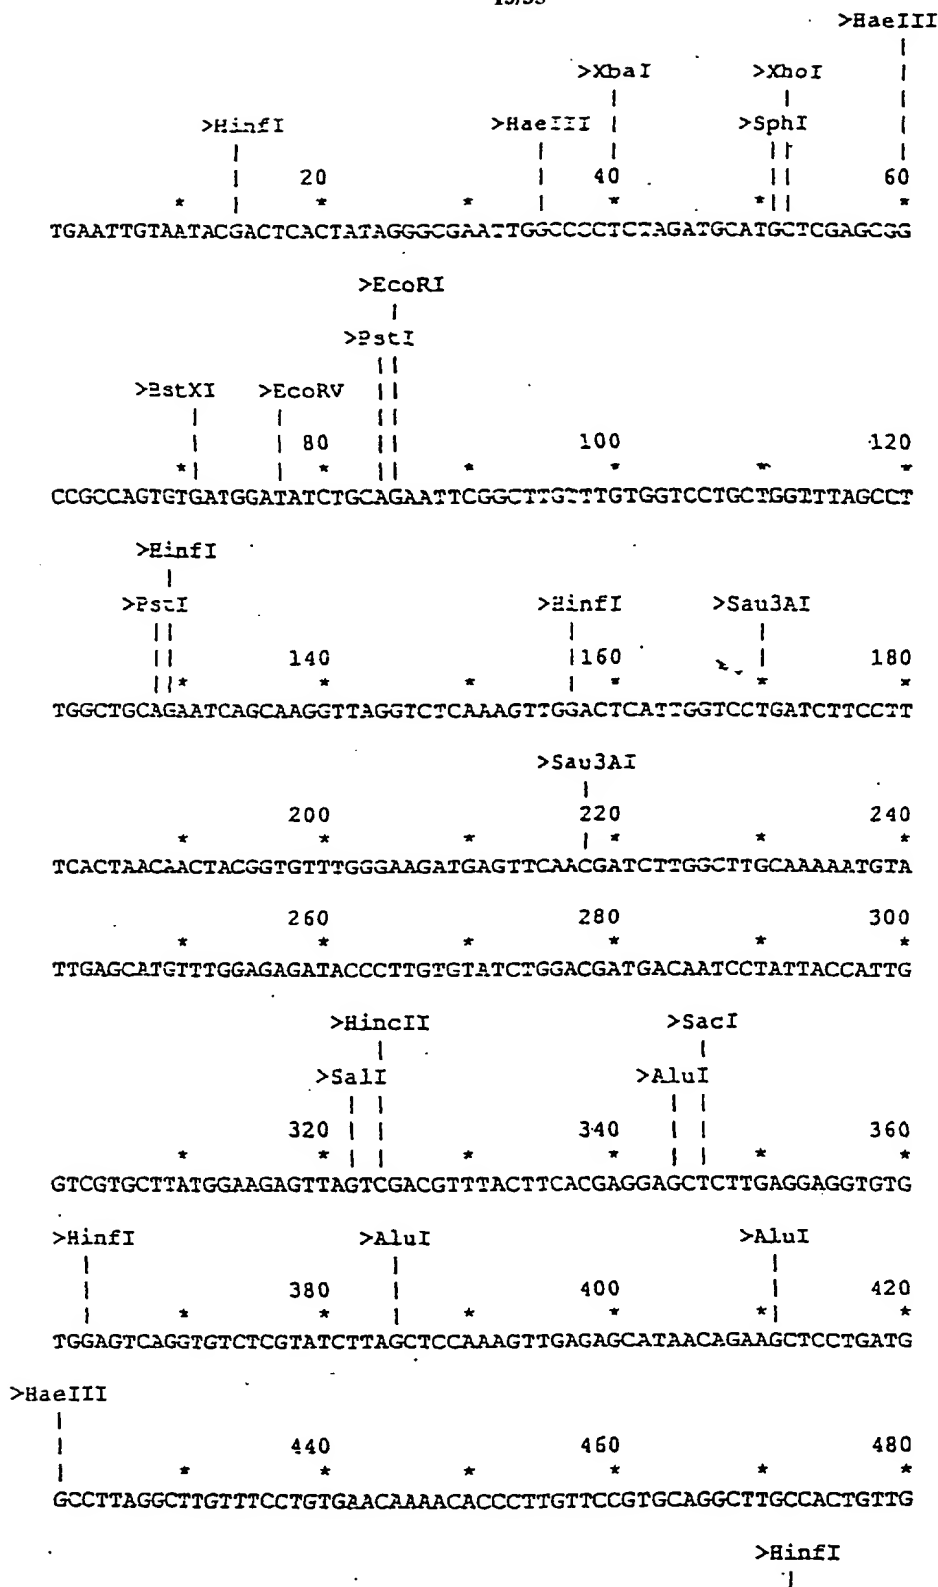 >HaeIII
>XbaI >XhoI
>HinfI >HaeIII >SphI
20 40 60
* * * * * *
TGAATTGTAATACGACTCACTATAGGGCGAATTGGCCCCTCTAGATGCATGCTCGAGCGG
>EcoRI
>PstI
>BstXI >EcoRV
80 100 120
* * * * * *
CCGCCAGTGTGATGGATATCTGCAGAATTCGGCTTGTTTGTGGTCCTGCTGGTTTAGCCT
>HinfI
>PstI >HinfI >Sau3AI
140 160 180
* * * * * *
TGGCTGCAGAATCAGCAAGGTTAGGTCTCAAAGTTGGACTCATTGGTCCTGATCTTCCTT
>Sau3AI
200 220 240
* * * * * *
TCACTAACAACTACGGTGTTTGGGAAGATGAGTTCAACGATCTTGGCTTGCAAAAATGTA
260 280 300
* * * * * *
TTGAGCATGTTTGGAGAGATACCCTTGTGTATCTGGACGATGACAATCCTATTACCATTG
>HincII >SacI
>SalI >AluI
320 340 360
* * * * * *
GTCGTGCTTATGGAAGAGTTAGTCGACGTTTACTTCACGAGGAGCTCTTGAGGAGGTGTG
>HinfI >AluI >AluI
380 400 420
* * * * * *
TGGAGTCAGGTGTCTCGTATCTTAGCTCCAAAGTTGAGAGCATAACAGAAGCTCCTGATG
>HaeIII
440 460 480
* * * * * *
GCCTTAGGCTTGTTTCCTGTGAACAAAACACCCTTGTTCCGTGCAGGCTTGCCACTGTTG
>HinfI